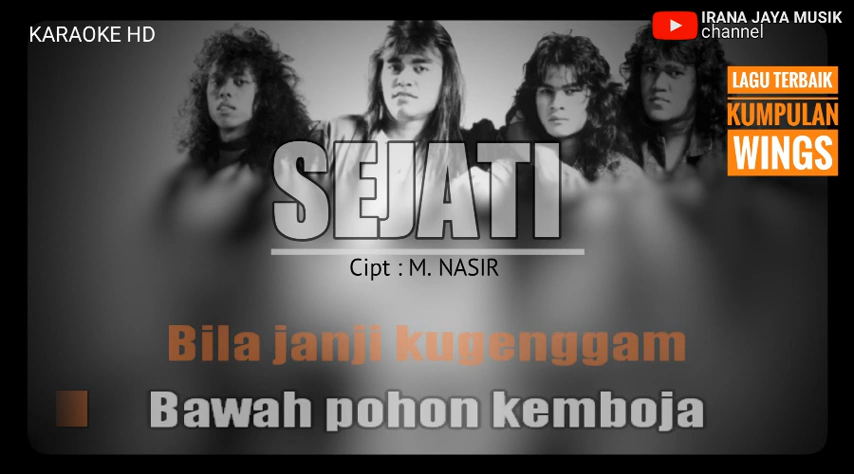 KARAOKE HD
IRANA JAYA MUSIK
channel
LAGU TERBAIK
KUMPULAN
WINGS
SEJATI
Cipt : M. NASIR
Bila janji kugenggam
Bawah pohon kemboja